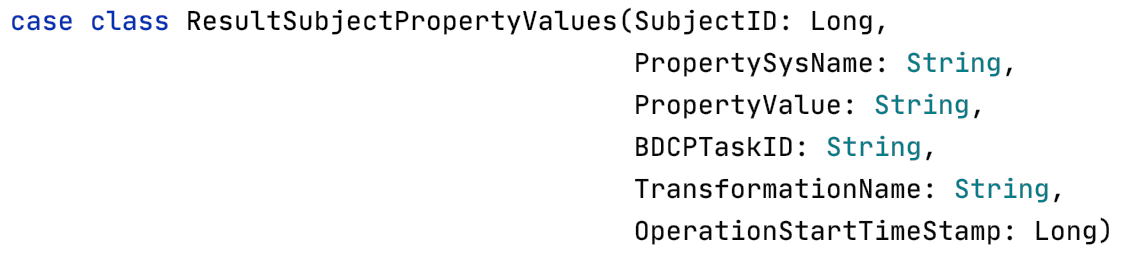 case class ResultSubjectPropertyValues(SubjectID: Long,
PropertySysName: String,
PropertyValue: String,
BDCPTaskID: String,
TransformationName: String,
OperationStartTimeStamp: Long)